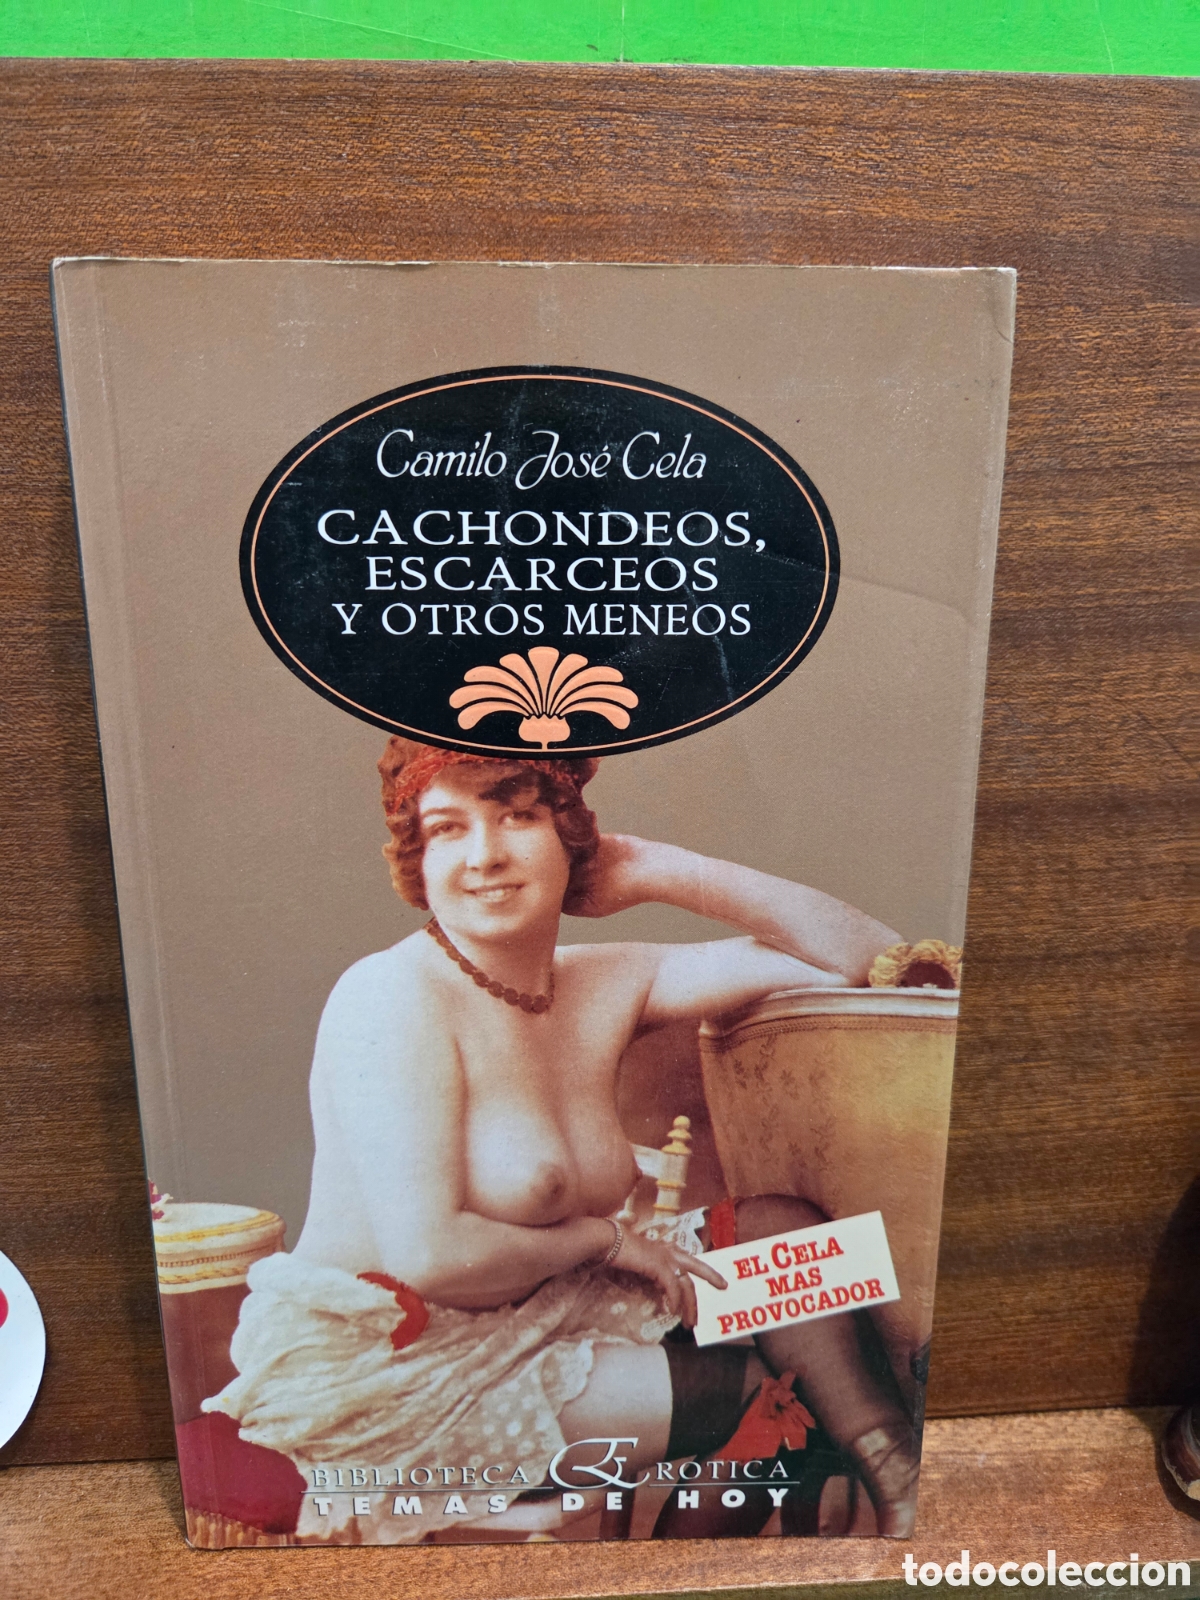 Camilo José Cela
CACHONDEOS,
ESCARCEOS
Y OTROS MENEOS
EL CELA
MAS
PROVOCADOR
BIBLIOTECA ERÓTICA
TEMAS DE HOY
todocoleccion